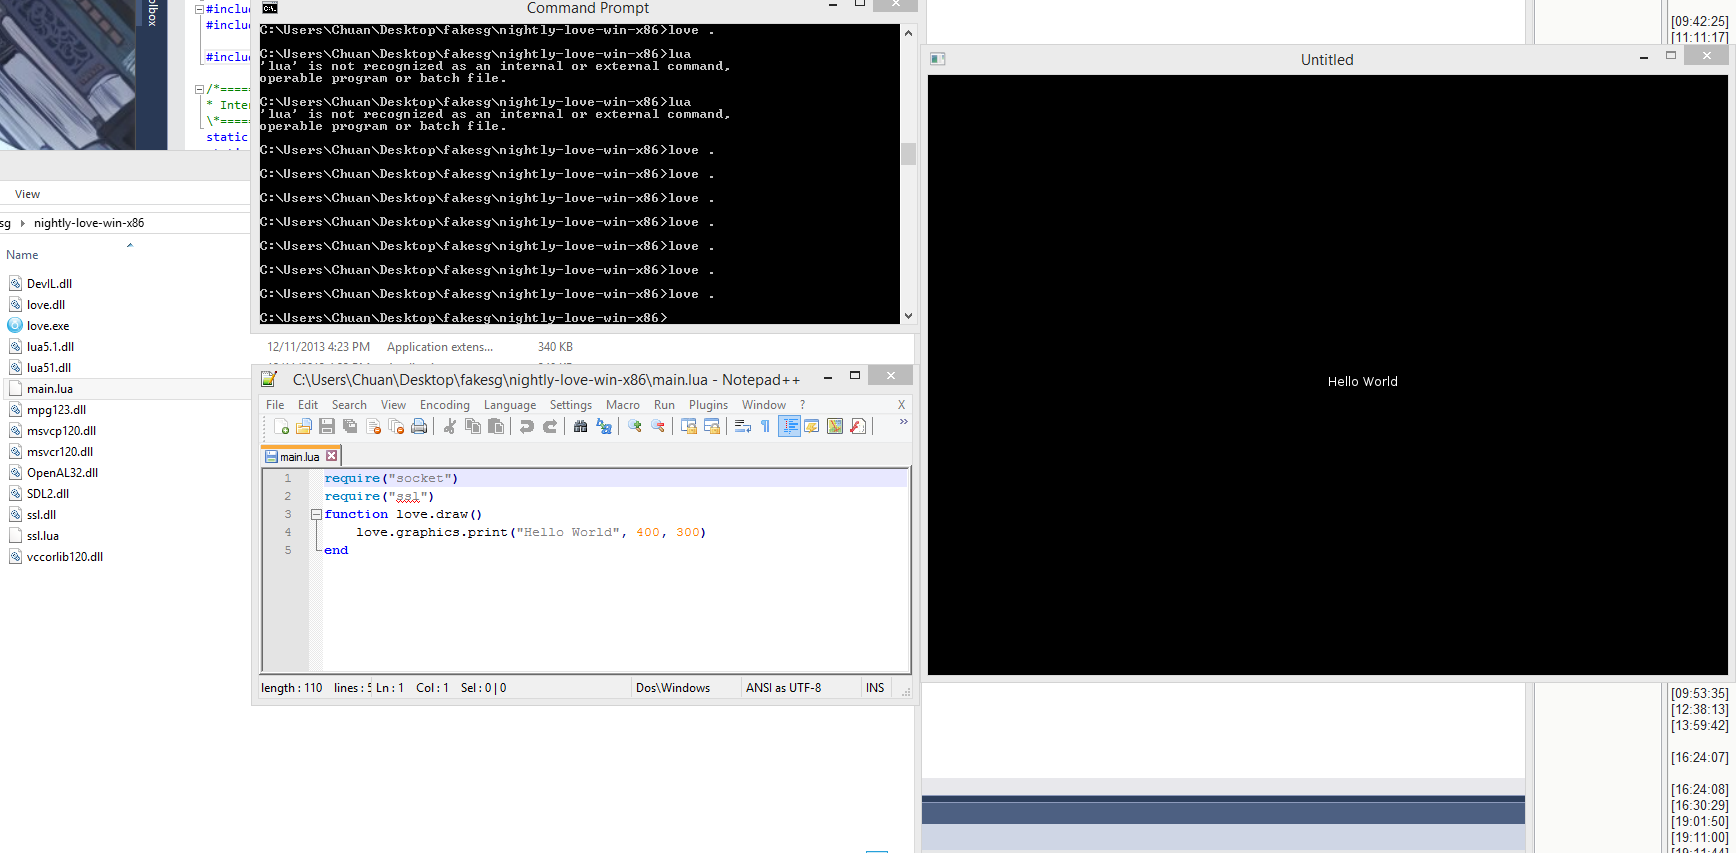 #inclu
#inclu
#inclu
/*====
* Inter
\*====
static
lbox
View
sg nightly-love-win-x86
Name
DevIL.dll
love.dll
love.exe
lua5.1.dll
lua51.dll
main.lua
mpg123.dll
msvcp120.dll
msvcr120.dll
OpenAL32.dll
SDL2.dll
ssl.dll
ssl.lua
vccorlib120.dll
Command Prompt
C:\Users\Chuan\Desktop\fakesg\nightly-love-win-x86>love .
C:\Users\Chuan\Desktop\fakesg\nightly-love-win-x86>lua
'lua' is not recognized as an internal or external command,
operable program or batch file.
C:\Users\Chuan\Desktop\fakesg\nightly-love-win-x86>lua
'lua' is not recognized as an internal or external command,
operable program or batch file.
C:\Users\Chuan\Desktop\fakesg\nightly-love-win-x86>love .
C:\Users\Chuan\Desktop\fakesg\nightly-love-win-x86>love .
C:\Users\Chuan\Desktop\fakesg\nightly-love-win-x86>love .
C:\Users\Chuan\Desktop\fakesg\nightly-love-win-x86>love .
C:\Users\Chuan\Desktop\fakesg\nightly-love-win-x86>love .
C:\Users\Chuan\Desktop\fakesg\nightly-love-win-x86>love .
C:\Users\Chuan\Desktop\fakesg\nightly-love-win-x86>love .
C:\Users\Chuan\Desktop\fakesg\nightly-love-win-x86>
12/11/2013 4:23 PM Application extens... 340 KB
C:\Users\Chuan\Desktop\fakesg\nightly-love-win-x86\main.lua - Notepad++
File Edit Search View Encoding Language Settings Macro Run Plugins Window ? X
main.lua
1 require("socket")
2 require("ssl")
3 function love.draw()
4 love.graphics.print("Hello World", 400, 300)
5 end
length : 110 lines : 5 Ln : 1 Col : 1 Sel : 0 | 0 Dos\Windows ANSI as UTF-8 INS
Untitled
Hello World
[09:42:25]
[11:11:17]
[09:53:35]
[12:38:13]
[13:59:42]
[16:24:07]
[16:24:08]
[16:30:29]
[19:01:50]
[19:11:00]
[19:11:44]